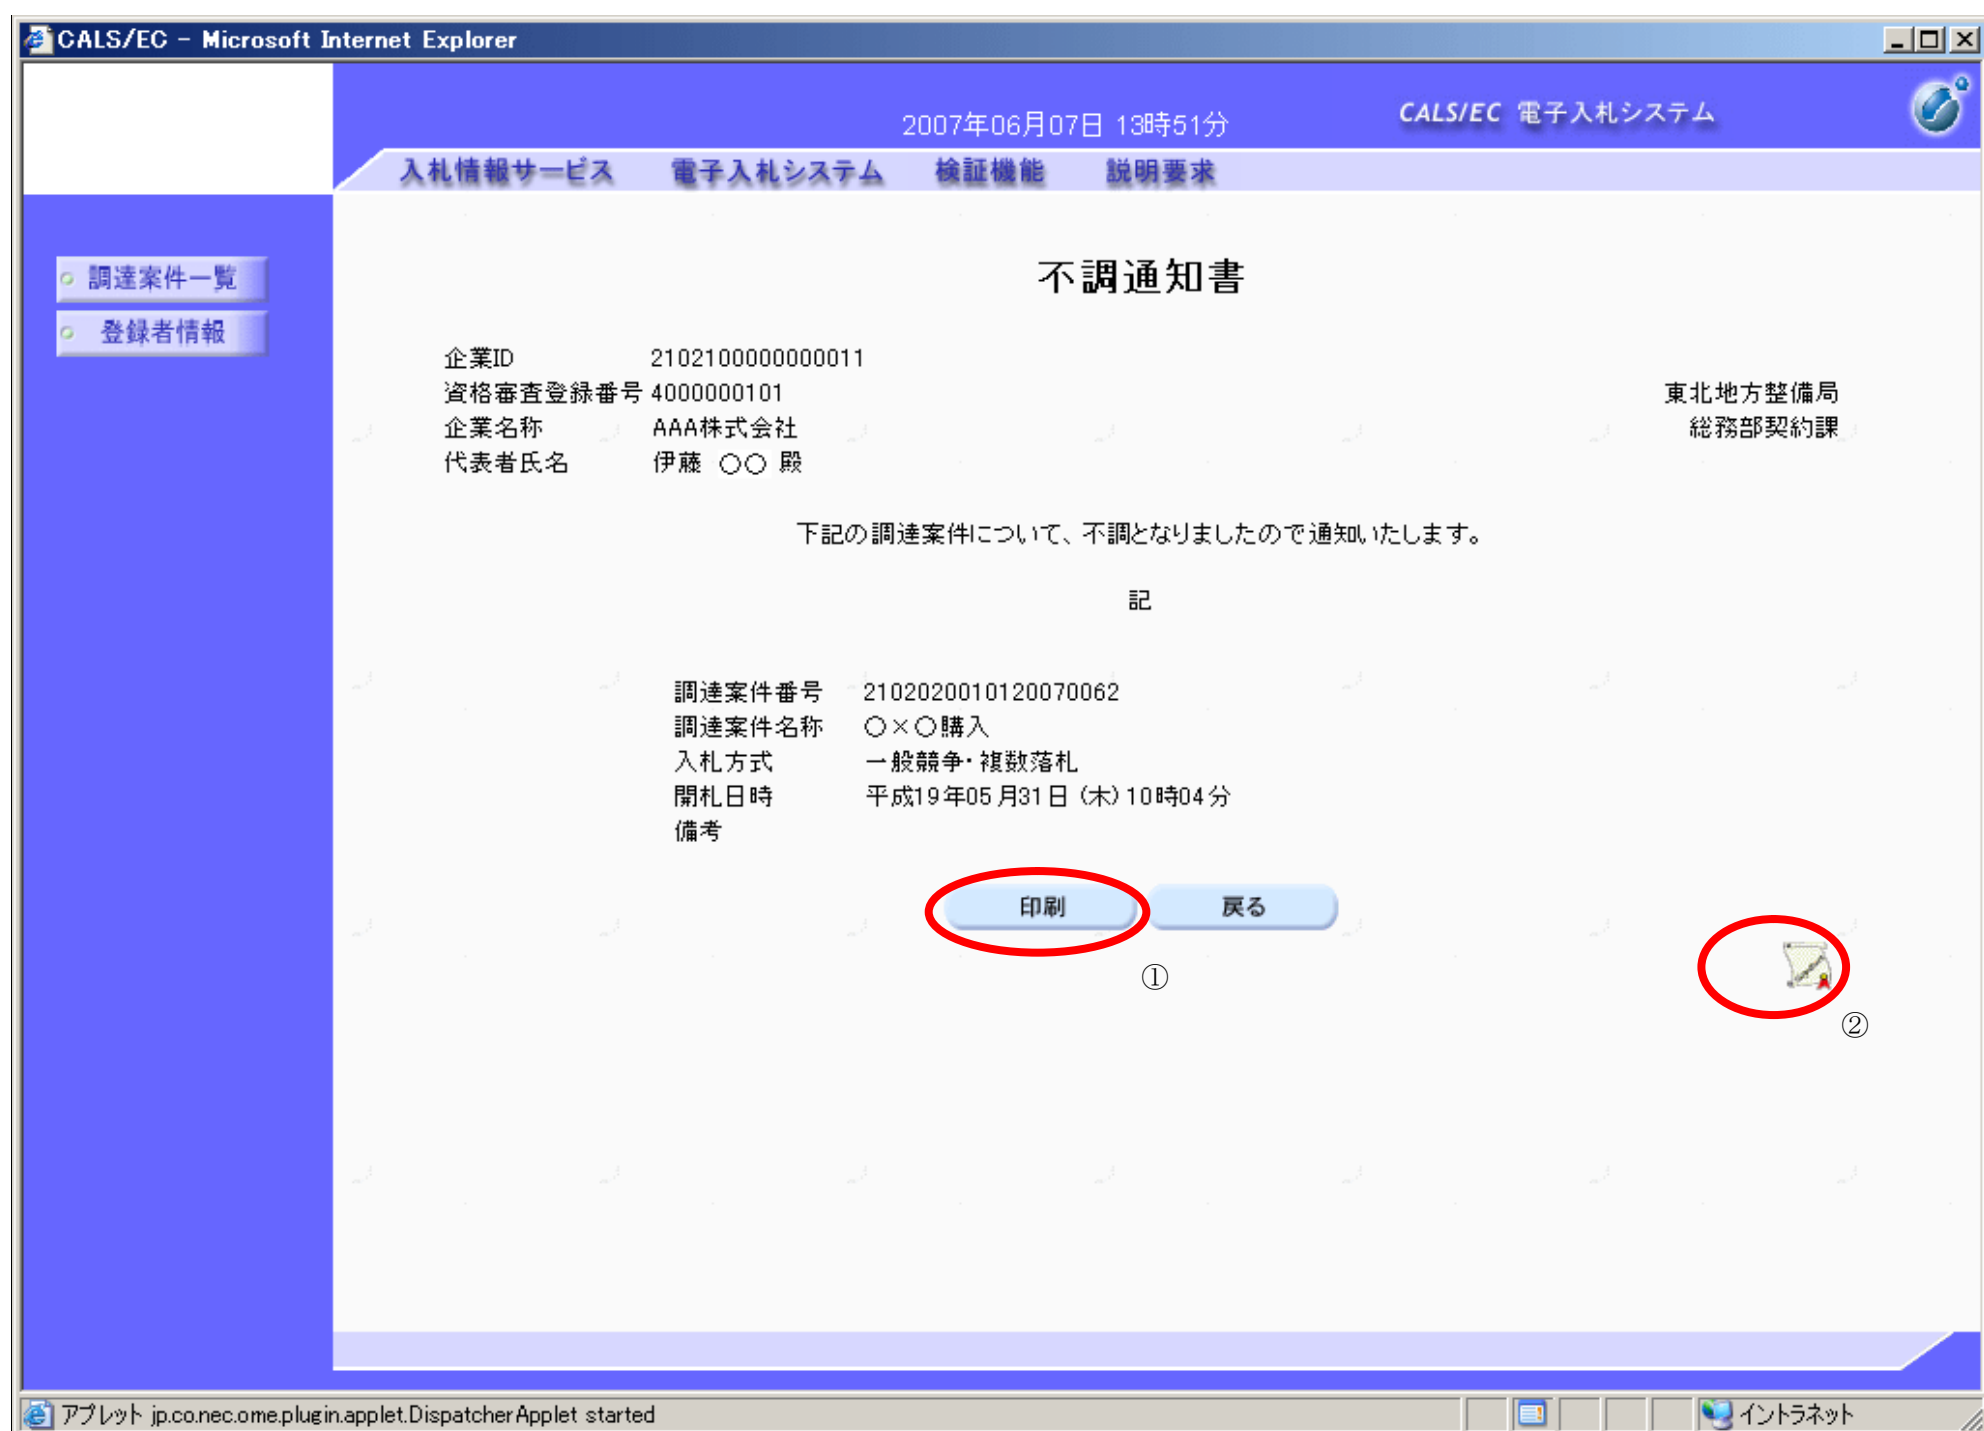 CALS/EC - Microsoft Internet Explorer
2007年06月07日 13時51分
CALS/EC 電子入札システム
入札情報サービス 電子入札システム 検証機能 説明要求
調達案件一覧
登録者情報
不調通知書
企業ID 2102100000000011
資格審査登録番号 4000000101
企業名称 AAA株式会社
代表者氏名 伊藤 〇〇 殿
東北地方整備局
総務部契約課
下記の調達案件について、不調となりましたので通知いたします。
記
調達案件番号 2102020010120070062
調達案件名称 〇×〇購入
入札方式 一般競争・複数落札
開札日時 平成19年05月31日(木)10時04分
備考
印刷 戻る
①
②
アプレット jp.co.nec.ome.plugin.applet.DispatcherApplet started
イントラネット